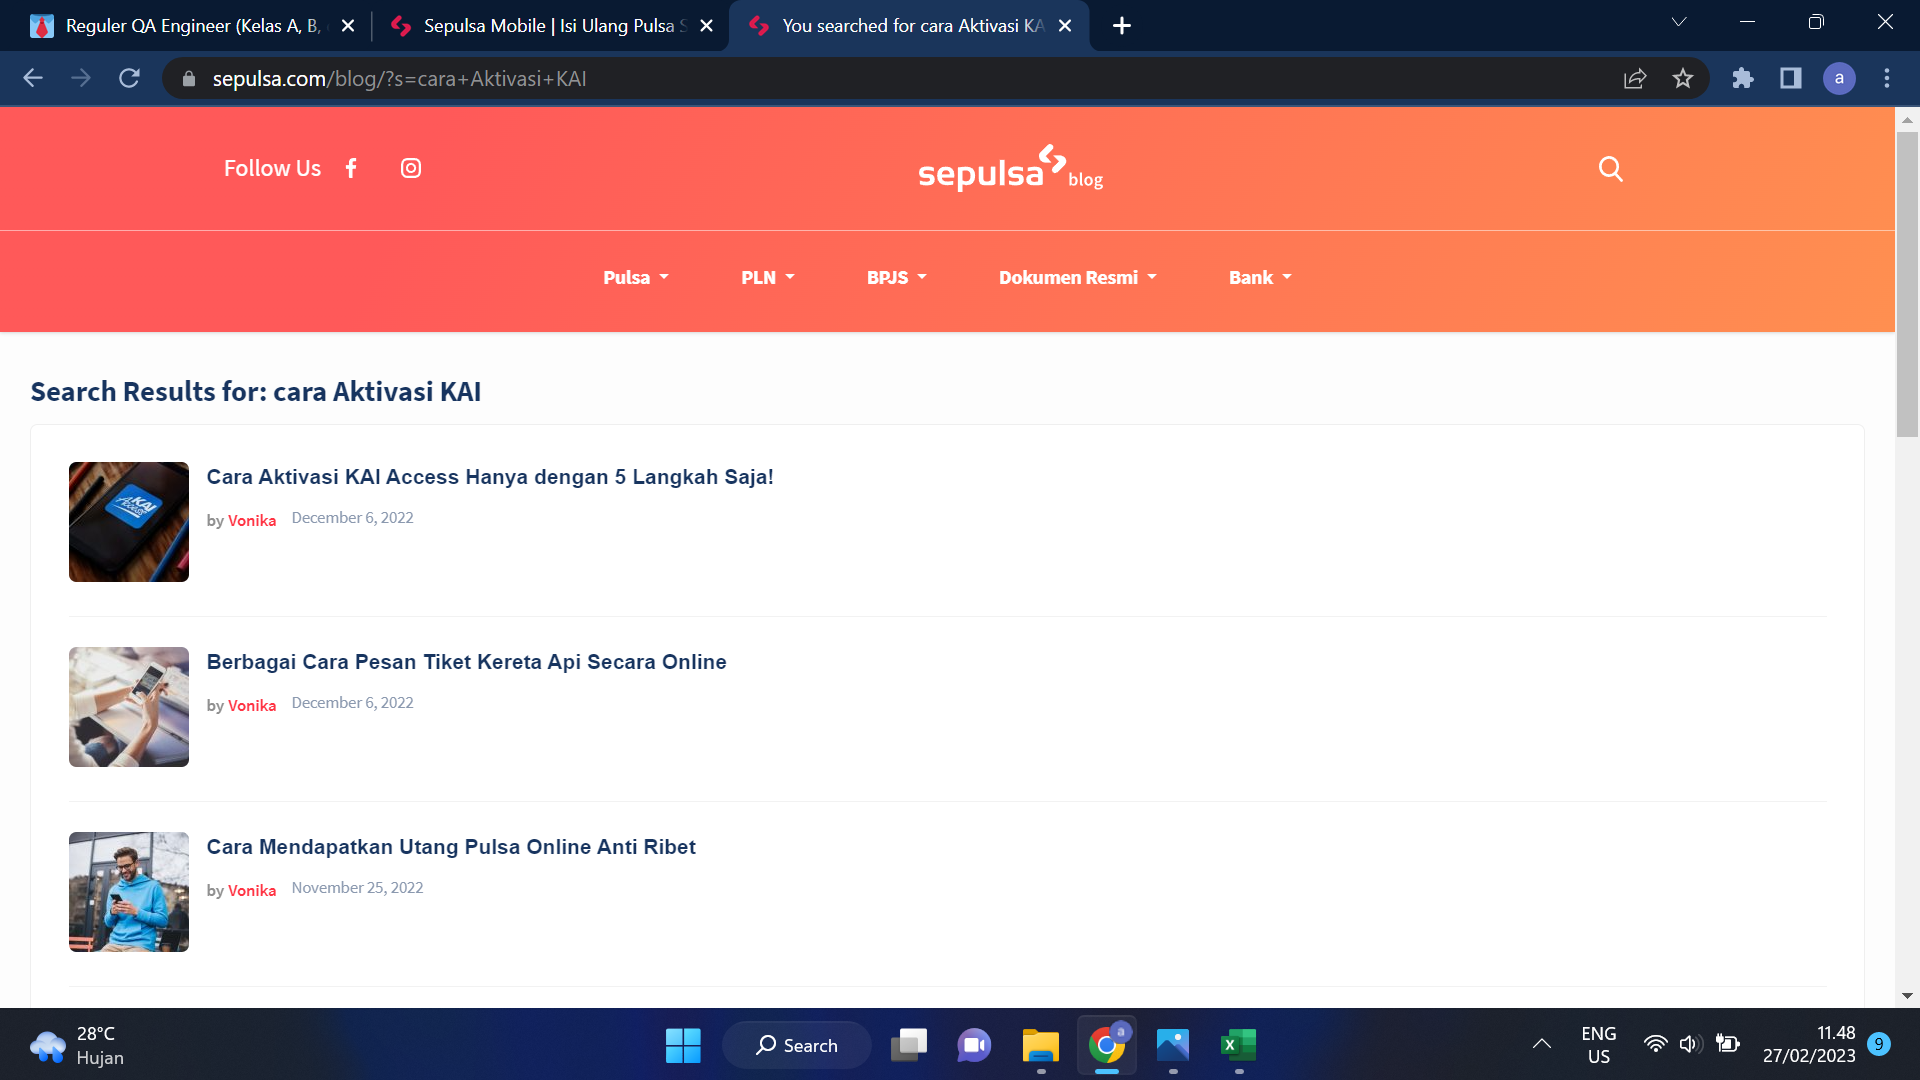 Reguler QA Engineer (Kelas A, B,
Sepulsa Mobile | Isi Ulang Pulsa S
You searched for cara Aktivasi KA
sepulsa.com/blog/?s=cara+Aktivasi+KAI
a
Follow Us
sepulsa blog
Pulsa
PLN
BPJS
Dokumen Resmi
Bank
Search Results for: cara Aktivasi KAI
KAI
Access
Cara Aktivasi KAI Access Hanya dengan 5 Langkah Saja!
by Vonika December 6, 2022
Berbagai Cara Pesan Tiket Kereta Api Secara Online
by Vonika December 6, 2022
Cara Mendapatkan Utang Pulsa Online Anti Ribet
by Vonika November 25, 2022
28°C
Hujan
Search
a
X
ENG
US
11.48
27/02/2023
9